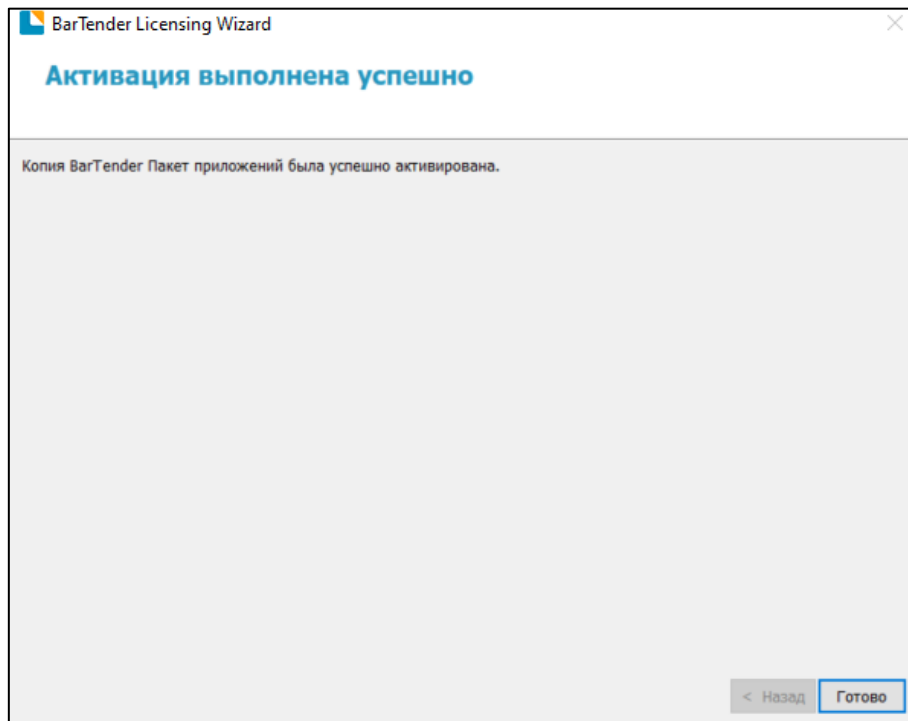 BarTender Licensing Wizard
Активация выполнена успешно
Копия BarTender Пакет приложений была успешно активирована.
< Назад Готово